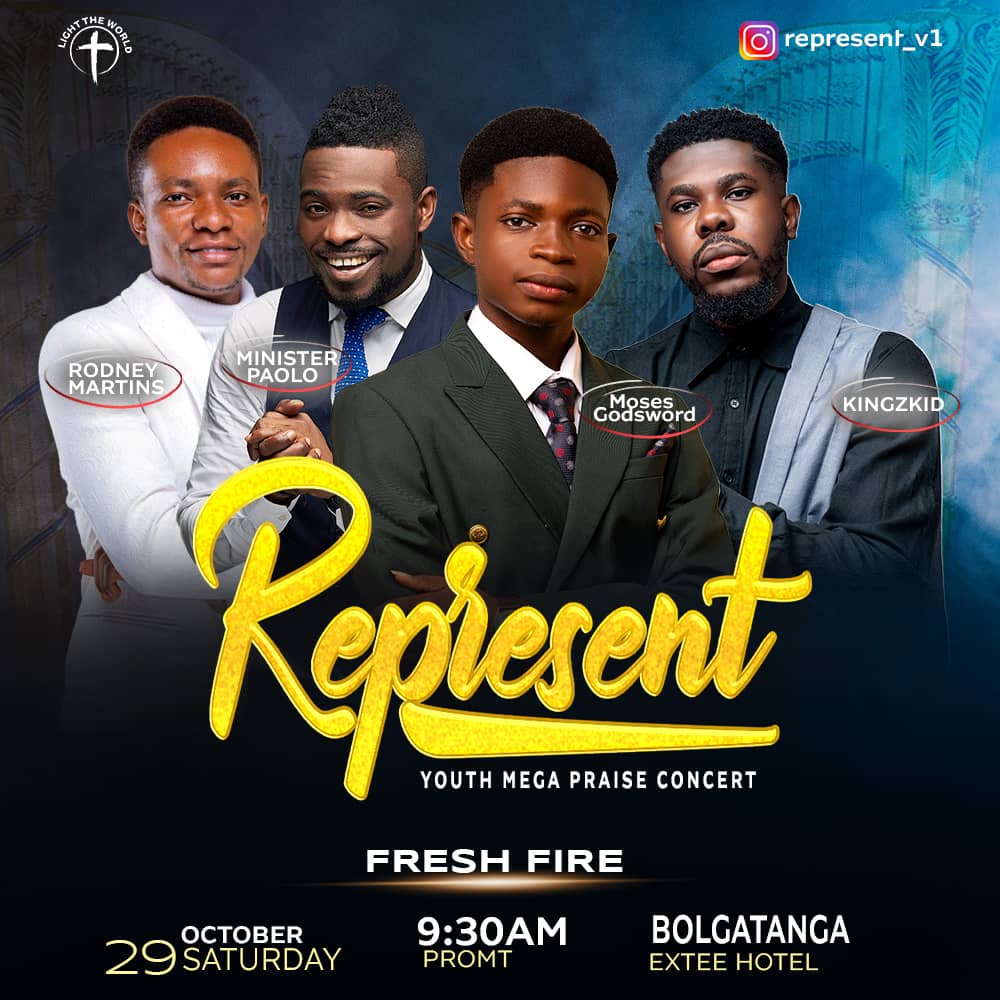 LIGHT THE WORLD
represent_v1
RODNEY
MARTINS
MINISTER
PAOLO
Moses
Godsword
KINGZKID
Represent
YOUTH MEGA PRAISE CONCERT
FRESH FIRE
29 OCTOBER
SATURDAY
9:30AM
PROMT
BOLGATANGA
EXTEE HOTEL